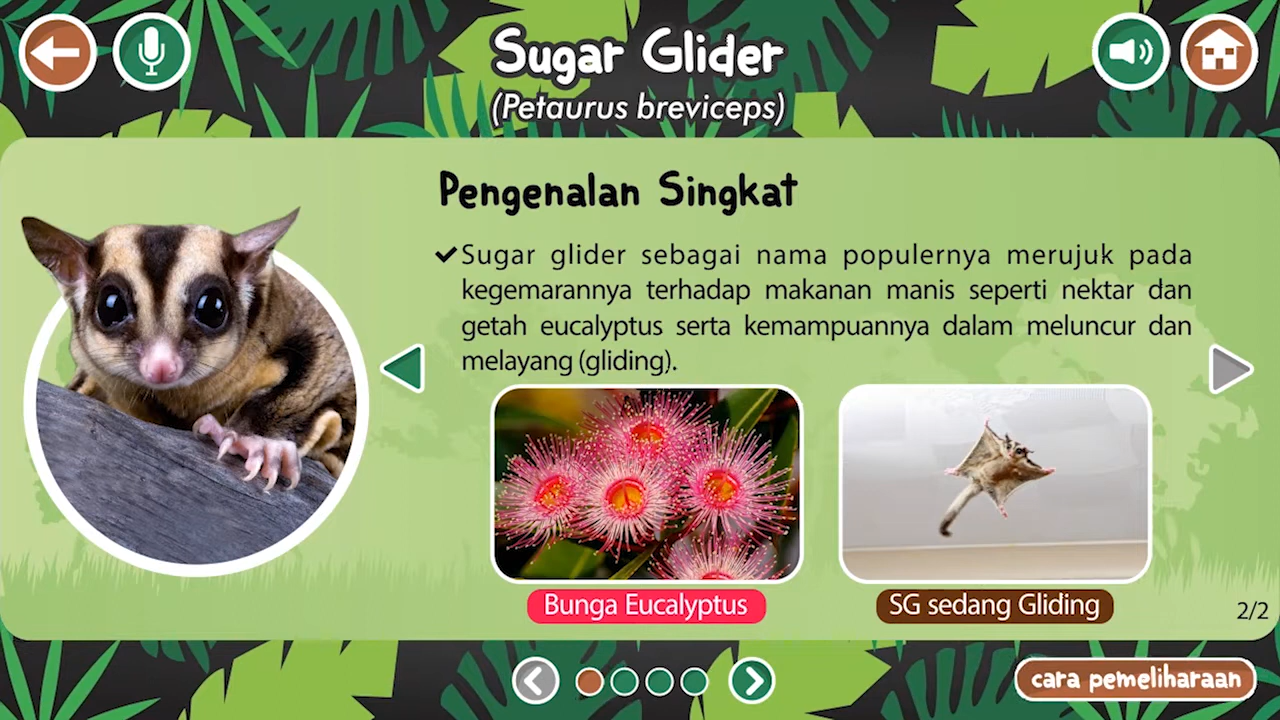 Sugar Glider
(Petaurus breviceps)
Pengenalan Singkat
Sugar glider sebagai nama populernya merujuk pada
kegemarannya terhadap makanan manis seperti nektar dan
getah eucalyptus serta kemampuannya dalam meluncur dan
melayang (gliding).
Bunga Eucalyptus
SG sedang Gliding
2/2
cara pemeliharaan